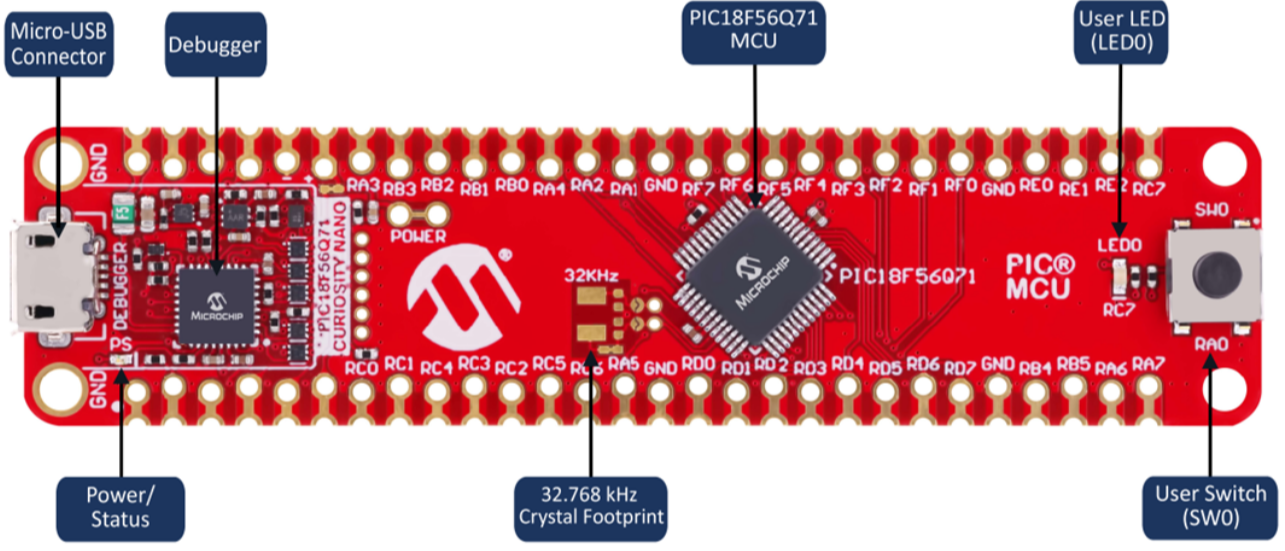 Micro-USB
Connector
Debugger
PIC18F56Q71
MCU
User LED
(LED0)
GND
RA3 RB3 RB2 RB1 RB0 RA4 RA2 RA1 GND RF7 RF6 RF5 RF4 RF3 RF2 RF1 RF0 GND RE0 RE1 RE2 RC7
SW0
F5
POWER
DEBUGGER
PIC18F56Q71
CURIOSITY NANO
MICROCHIP
®
32KHz
MICROCHIP
PIC18F56Q71
PIC®
MCU
LED0
RC7
PS
RA0
GND
RC0 RC1 RC4 RC3 RC2 RC5 RC6 RA5 GND RD0 RD1 RD2 RD3 RD4 RD5 RD6 RD7 GND RB4 RB5 RA6 RA7
Power/
Status
32.768 kHz
Crystal Footprint
User Switch
(SW0)